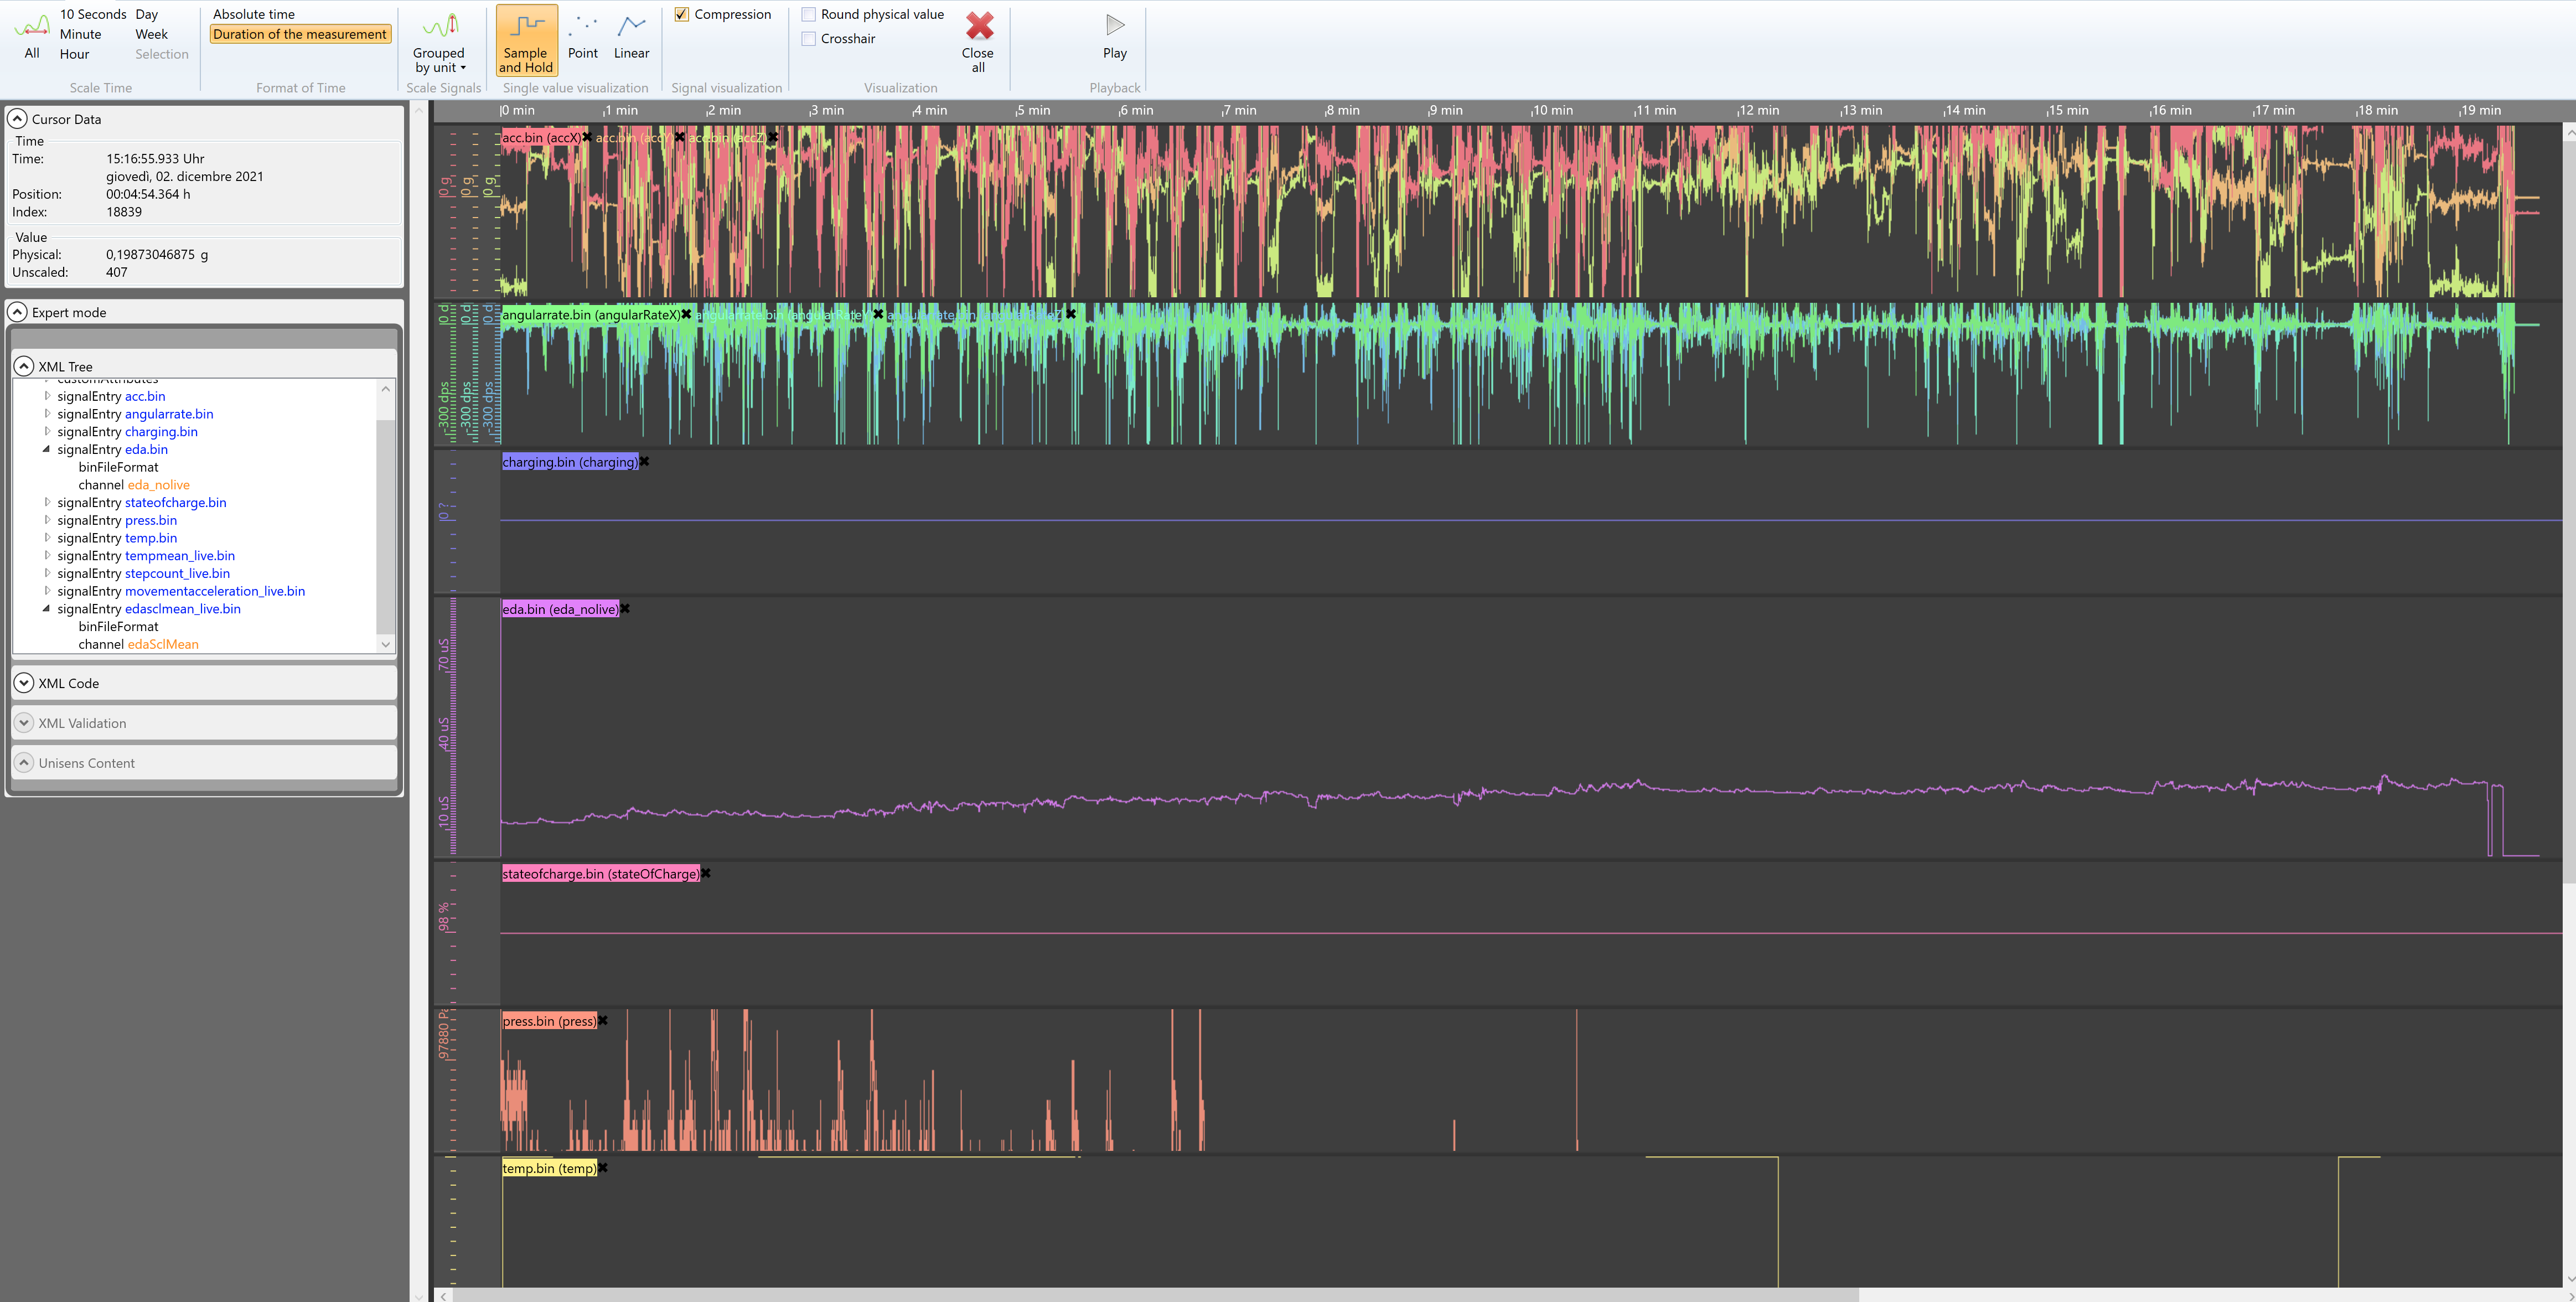 10 Seconds Day
Minute Week
All Hour Selection
Scale Time
Absolute time
Duration of the measurement
Format of Time
Grouped
by unit
Scale Signals
Sample
and Hold
Point
Linear
Single value visualization
Compression
Signal visualization
Round physical value
Crosshair
Close
all
Visualization
Play
Playback
Cursor Data
Time
Time: 15:16:55.933 Uhr
giovedì, 02. dicembre 2021
Position: 00:04:54.364 h
Index: 18839
Value
Physical: 0,19873046875 g
Unscaled: 407
Expert mode
XML Tree
customAttributes
signalEntry acc.bin
signalEntry angularrate.bin
signalEntry charging.bin
signalEntry eda.bin
binFileFormat
channel eda_nolive
signalEntry stateofcharge.bin
signalEntry press.bin
signalEntry temp.bin
signalEntry tempmean_live.bin
signalEntry stepcount_live.bin
signalEntry movementacceleration_live.bin
signalEntry edasclmean_live.bin
binFileFormat
channel edaSclMean
XML Code
XML Validation
Unisens Content
0 min 1 min 2 min 3 min 4 min 5 min 6 min 7 min 8 min 9 min 10 min 11 min 12 min 13 min 14 min 15 min 16 min 17 min 18 min 19 min
0 g 0 g 0 g
acc.bin (accX) acc.bin (accY) acc.bin (accZ)
0 d 0 d 0 d
-300 dps -300 dps -300 dps
angularrate.bin (angularRateX) angularrate.bin (angularRate
0 ?
charging.bin (charging)
70 uS
40 uS
10 uS
eda.bin (eda_nolive)
98 %
stateofcharge.bin (stateOfCharge)
97880 Pa
press.bin (press)
temp.bin (temp)